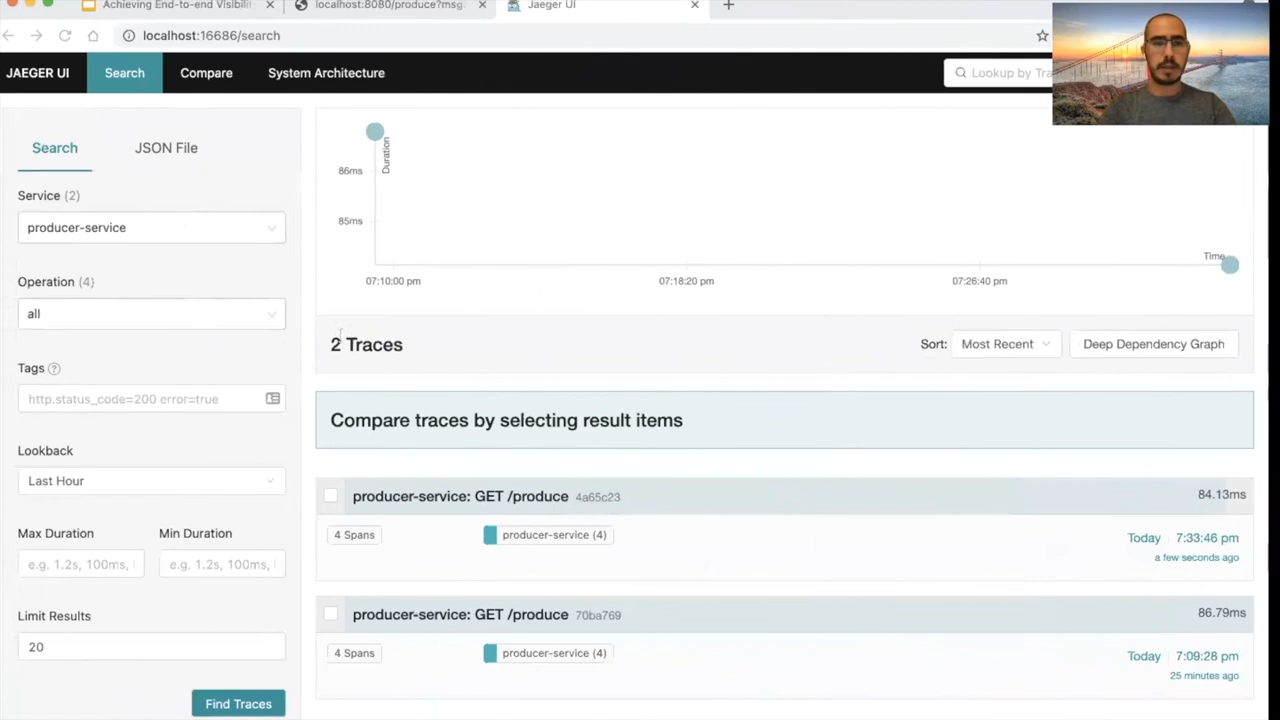 Achieving End-to-end Visibili
localhost:8080/produce?msg
Jaeger UI
localhost:16686/search
JAEGER UI
Search
Compare
System Architecture
Lookup by Tra
Search
JSON File
Service (2)
producer-service
Operation (4)
all
Tags ?
http.status_code=200 error=true
Lookback
Last Hour
Max Duration
Min Duration
e.g. 1.2s, 100ms,
e.g. 1.2s, 100ms,
Limit Results
20
Find Traces
Duration
86ms
85ms
Time
07:10:00 pm
07:18:20 pm
07:26:40 pm
2 Traces
Sort:
Most Recent
Deep Dependency Graph
Compare traces by selecting result items
producer-service: GET /produce 4a65c23
84.13ms
4 Spans
producer-service (4)
Today
7:33:46 pm
a few seconds ago
producer-service: GET /produce 70ba769
86.79ms
4 Spans
producer-service (4)
Today
7:09:28 pm
25 minutes ago